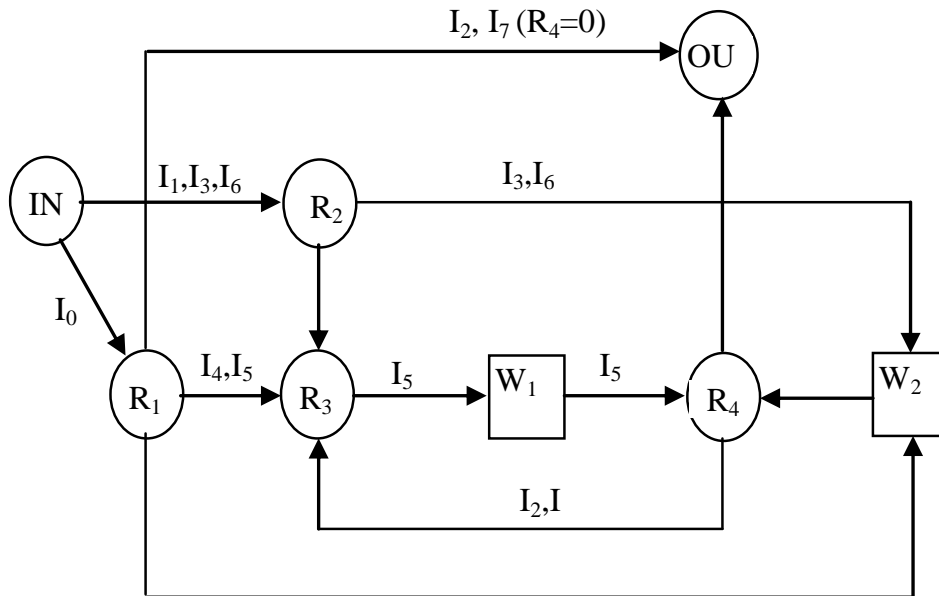 I₂, I₇ (R₄=0)
OU
I₁,I₃,I₆
I₃,I₆
IN
R₂
I₀
I₄,I₅
I₅
W₁
I₅
W₂
R₁
R₃
R₄
I₂,I